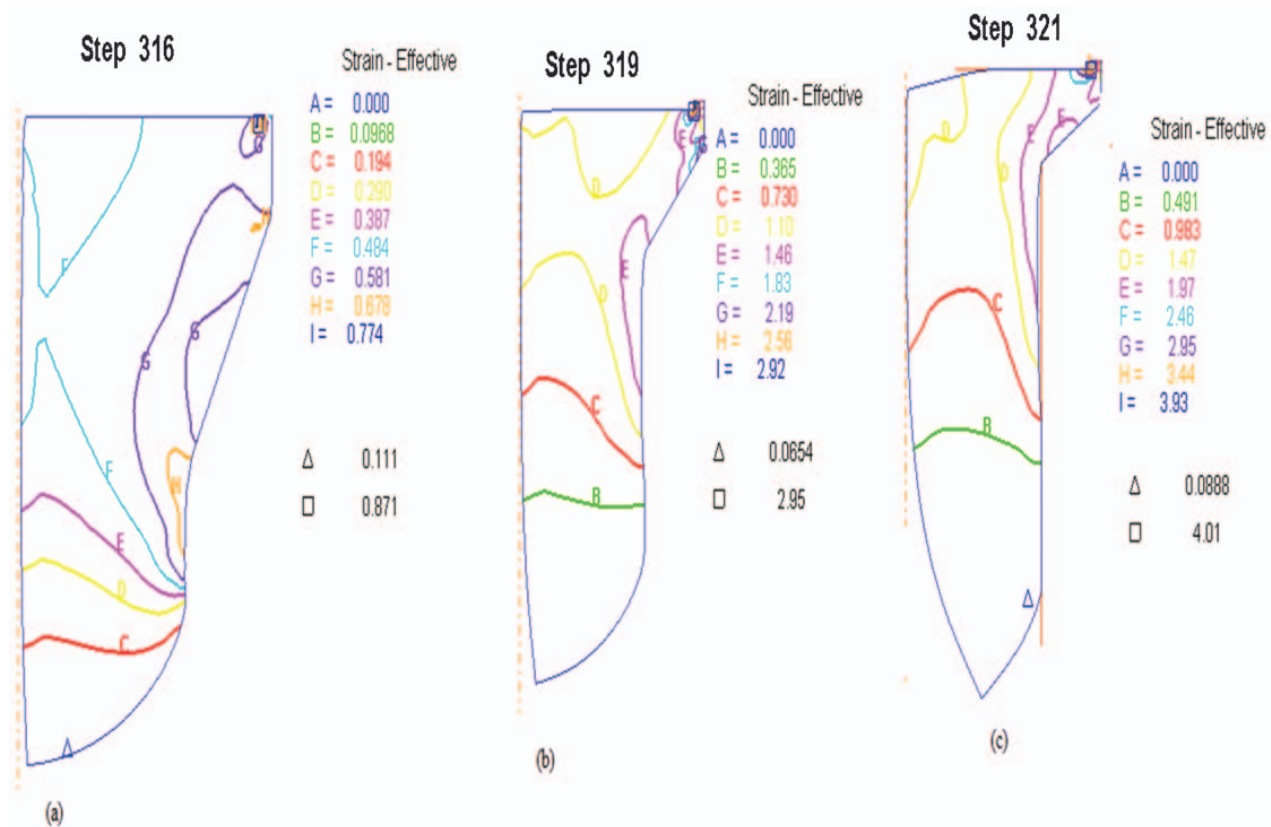 Step 316
Strain - Effective
A = 0.000
B = 0.0968
C = 0.194
D = 0.290
E = 0.387
F = 0.484
G = 0.581
H = 0.678
I = 0.774
Δ 0.111
□ 0.871
F
G
G
G
H
F
E
D
C
Δ
(a)
Step 319
Strain - Effective
A = 0.000
B = 0.365
C = 0.730
D = 1.10
E = 1.46
F = 1.83
G = 2.19
H = 2.56
I = 2.92
Δ 0.0654
□ 2.95
E
G
D
E
D
C
B
(b)
Step 321
Strain - Effective
A = 0.000
B = 0.491
C = 0.983
D = 1.47
E = 1.97
F = 2.46
G = 2.95
H = 3.44
I = 3.93
Δ 0.0888
□ 4.01
D
E
E
D
C
B
Δ
(c)